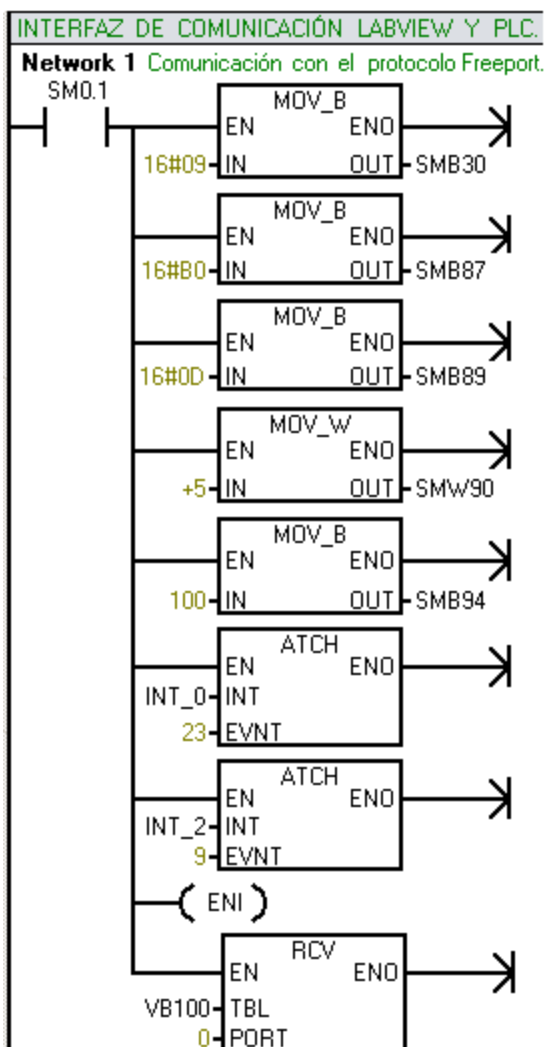 INTERFAZ DE COMUNICACIÓN LABVIEW Y PLC.
Network 1 Comunicación con el protocolo Freeport.
SM0.1
MOV_B
EN ENO
16#09 IN OUT SMB30
MOV_B
EN ENO
16#B0 IN OUT SMB87
MOV_B
EN ENO
16#0D IN OUT SMB89
MOV_W
EN ENO
+5 IN OUT SMW90
MOV_B
EN ENO
100 IN OUT SMB94
ATCH
EN ENO
INT_0 INT
23 EVNT
ATCH
EN ENO
INT_2 INT
9 EVNT
ENI
RCV
EN ENO
VB100 TBL
0 PORT